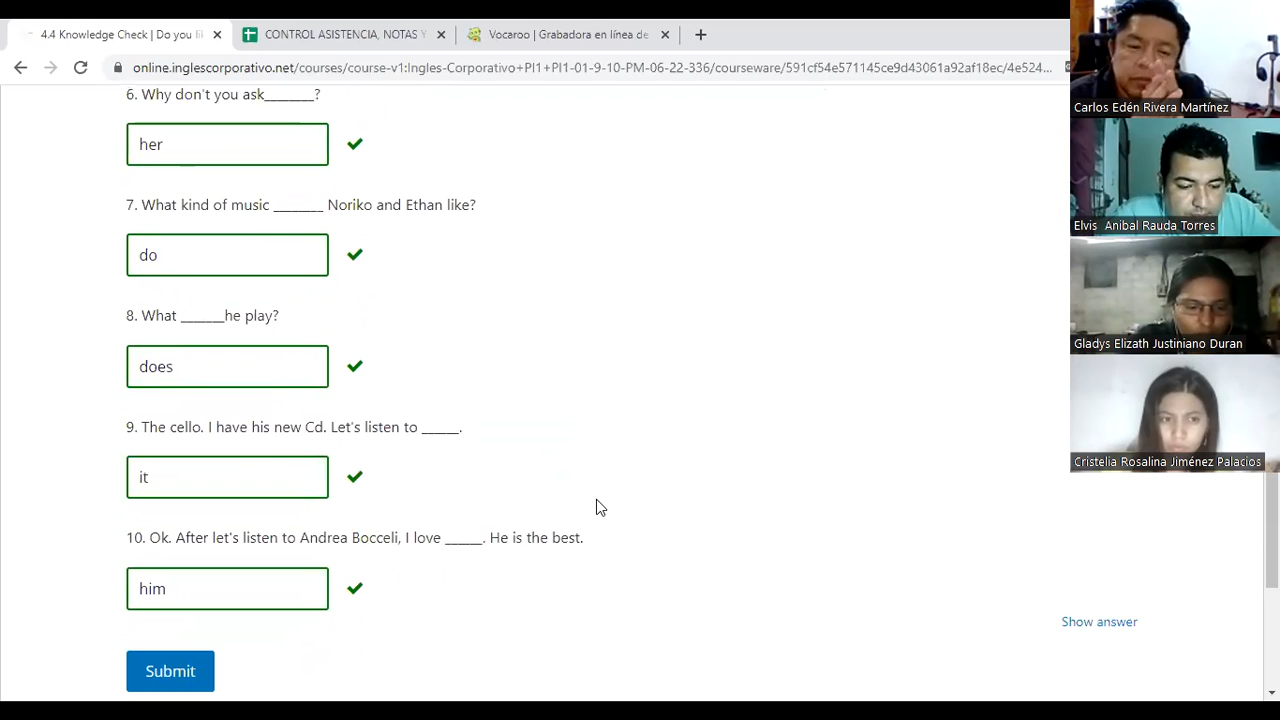 4.4 Knowledge Check | Do you li
CONTROL ASISTENCIA, NOTAS Y
Vocaroo | Grabadora en línea de
online.inglescorporativo.net/courses/course-v1:Ingles-Corporativo+PI1+PI1-01-9-10-PM-06-22-336/courseware/591cf54e571145ce9d43061a92af18ec/4e524...
6. Why don't you ask________?
her
7. What kind of music ________ Noriko and Ethan like?
do
8. What _______he play?
does
9. The cello. I have his new Cd. Let's listen to ______.
it
10. Ok. After let's listen to Andrea Bocceli, I love ______. He is the best.
him
Show answer
Submit
Carlos Edén Rivera Martínez
Elvis Anibal Rauda Torres
Gladys Elizath Justiniano Duran
Cristelia Rosalina Jiménez Palacios